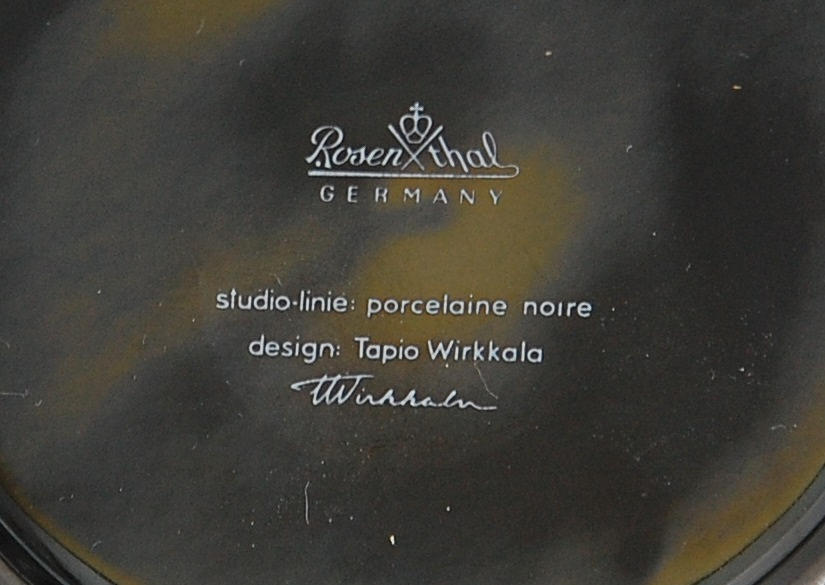 Rosenthal
GERMANY
studio-linie: porcelaine noire
design: Tapio Wirkkala
TWirkkala